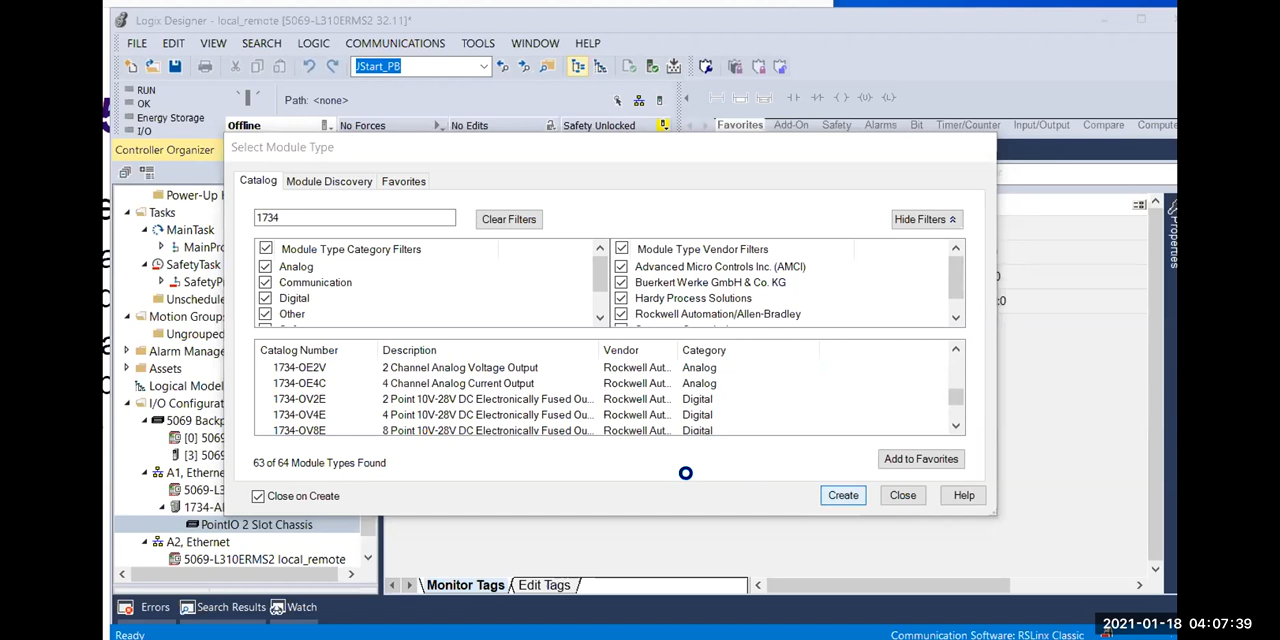 Logix Designer - local_remote [5069-L310ERMS2 32.11]*
FILE EDIT VIEW SEARCH LOGIC COMMUNICATIONS TOOLS WINDOW HELP
JStart_PB
RUN
OK
Energy Storage
I/O
Path: <none>
Offline No Forces No Edits Safety Unlocked
Favorites Add-On Safety Alarms Bit Timer/Counter Input/Output Compare Compute
Controller Organizer
Power-Up H
Tasks
MainTask
MainPro
SafetyTask
SafetyP
Unschedule
Motion Group
Ungrouped
Alarm Manage
Assets
Logical Model
I/O Configurat
5069 Backp
[0] 5069
[3] 5069
A1, Etherne
5069-L
1734-A
PointIO 2 Slot Chassis
A2, Ethernet
5069-L310ERMS2 local_remote
Select Module Type
Catalog Module Discovery Favorites
1734
Clear Filters
Hide Filters
Module Type Category Filters
Analog
Communication
Digital
Other
Module Type Vendor Filters
Advanced Micro Controls Inc. (AMCI)
Buerkert Werke GmbH & Co. KG
Hardy Process Solutions
Rockwell Automation/Allen-Bradley
Catalog Number Description Vendor Category
1734-OE2V 2 Channel Analog Voltage Output Rockwell Aut... Analog
1734-OE4C 4 Channel Analog Current Output Rockwell Aut... Analog
1734-OV2E 2 Point 10V-28V DC Electronically Fused Ou... Rockwell Aut... Digital
1734-OV4E 4 Point 10V-28V DC Electronically Fused Ou... Rockwell Aut... Digital
1734-OV8E 8 Point 10V-28V DC Electronically Fused Ou... Rockwell Aut... Digital
63 of 64 Module Types Found
Add to Favorites
Close on Create
Create Close Help
:0
Properties
Monitor Tags Edit Tags
Errors Search Results Watch
Ready
Communication Software: RSLinx Classic
2021-01-18 04:07:39